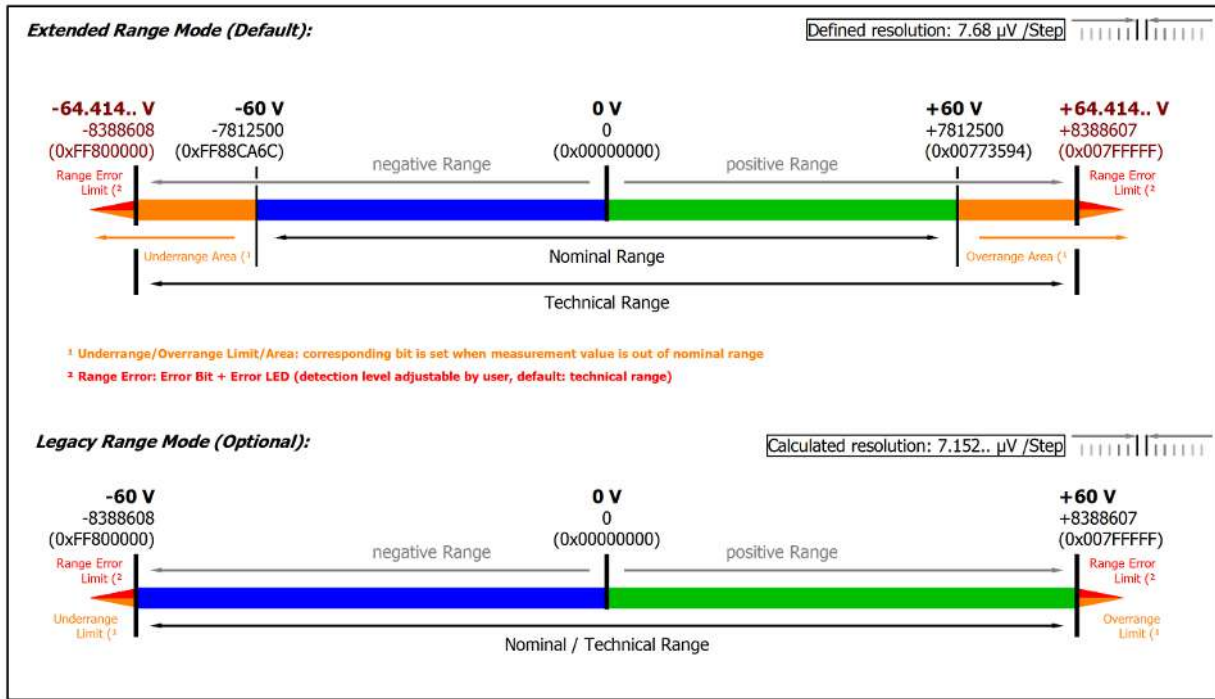 Extended Range Mode (Default):
Defined resolution: 7.68 µV /Step
-64.414.. V
-60 V
0 V
+60 V
+64.414.. V
-8388608
-7812500
0
+7812500
+8388607
(0xFF800000)
(0xFF88CA6C)
(0x00000000)
(0x00773594)
(0x007FFFFF)
negative Range
positive Range
Range Error
Limit (²
Range Error
Limit (²
Underrange Area (¹
Nominal Range
Overrange Area (¹
Technical Range
¹ Underrange/Overrange Limit/Area: corresponding bit is set when measurement value is out of nominal range
² Range Error: Error Bit + Error LED (detection level adjustable by user, default: technical range)
Legacy Range Mode (Optional):
Calculated resolution: 7.152.. µV /Step
-60 V
0 V
+60 V
-8388608
0
+8388607
(0xFF800000)
(0x00000000)
(0x007FFFFF)
negative Range
positive Range
Range Error
Limit (²
Range Error
Limit (²
Underrange
Limit (¹
Overrange
Limit (¹
Nominal / Technical Range